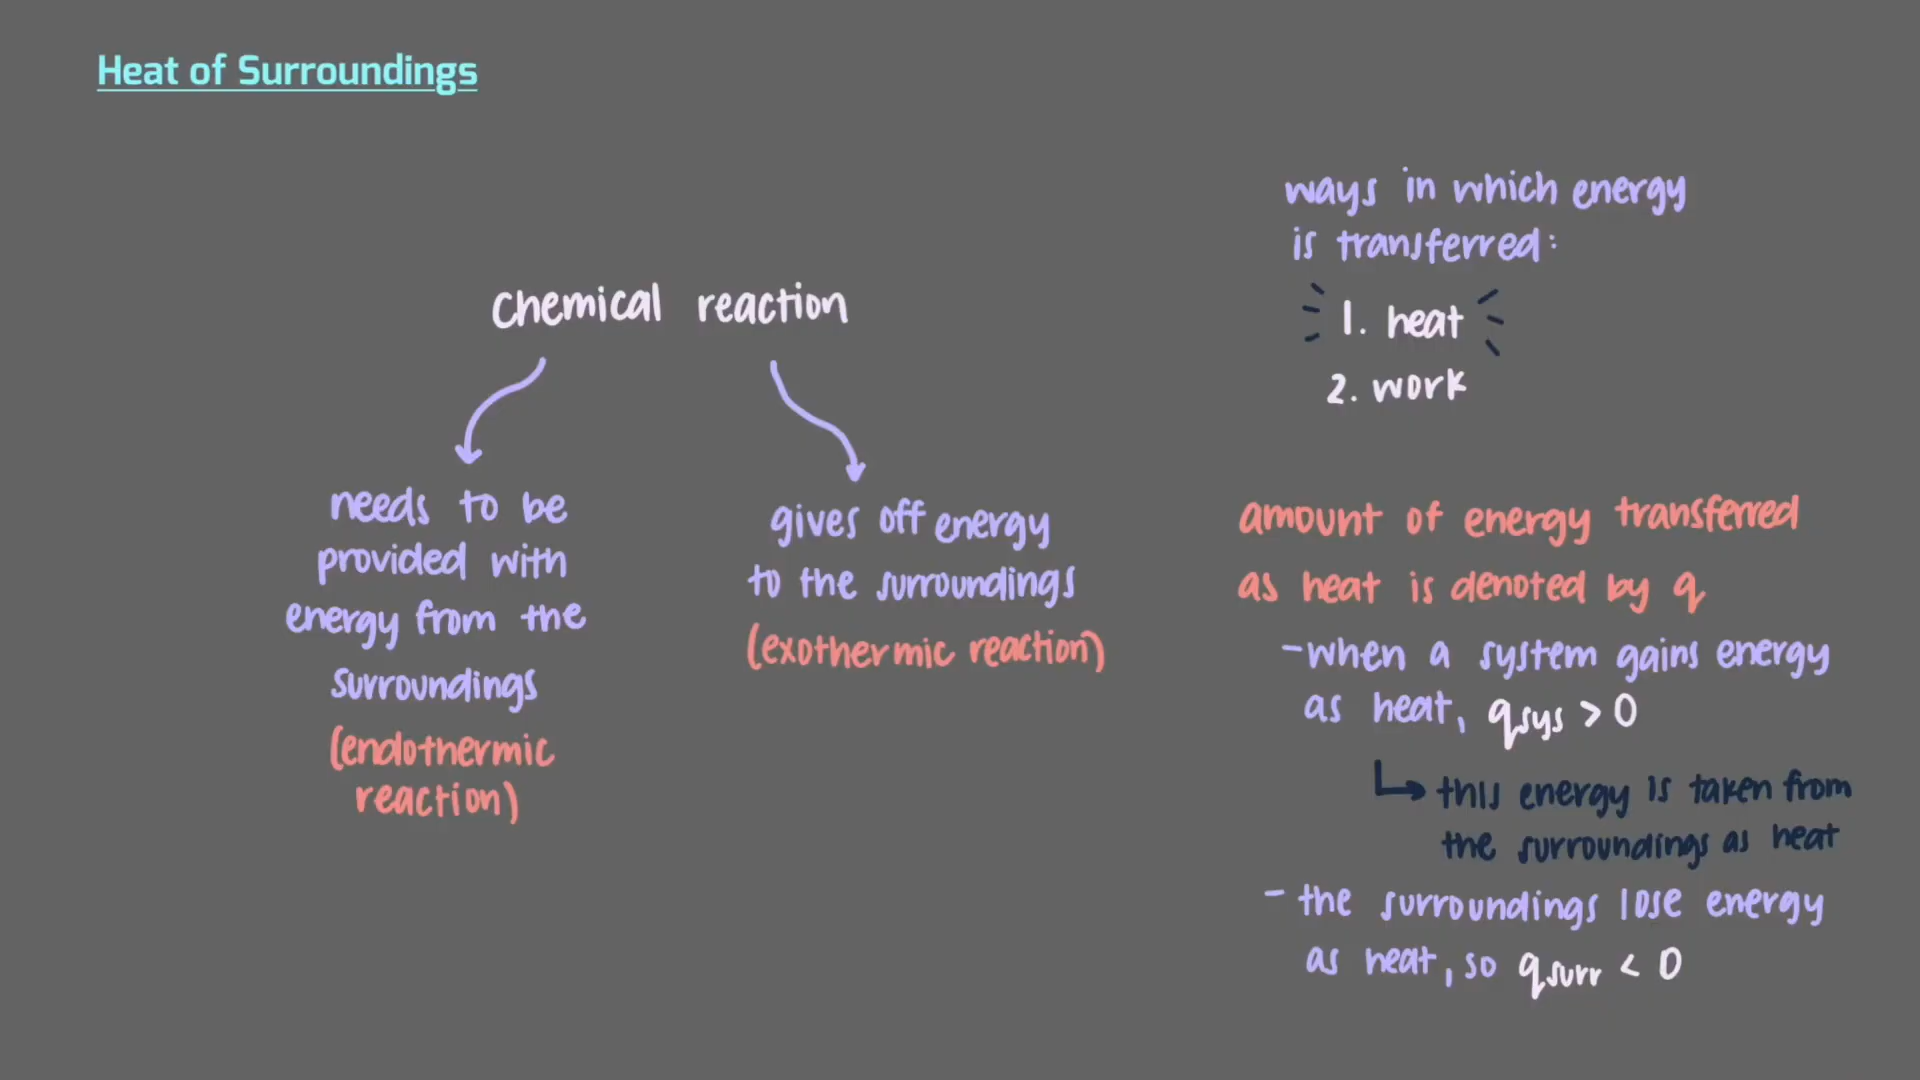 Heat of Surroundings
chemical reaction
needs to be
provided with
energy from the
surroundings
(endothermic
reaction)
gives off energy
to the surroundings
(exothermic reaction)
ways in which energy
is transferred:
1. heat
2. work
amount of energy transferred
as heat is denoted by q
- when a system gains energy
as heat, qsys > 0
↳ this energy is taken from
the surroundings as heat
- the surroundings lose energy
as heat, so qsurr < 0